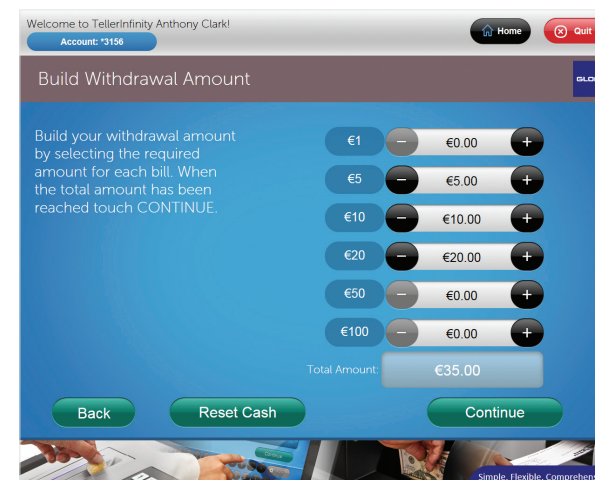 Welcome to TellerInfinity Anthony Clark!
Account: *3156
Home
Quit
Build Withdrawal Amount
Build your withdrawal amount
by selecting the required
amount for each bill. When
the total amount has been
reached touch CONTINUE.
€1 − €0.00 +
€5 − €5.00 +
€10 − €10.00 +
€20 − €20.00 +
€50 − €0.00 +
€100 − €0.00 +
Total Amount: €35.00
Back
Reset Cash
Continue
Simple. Flexible.